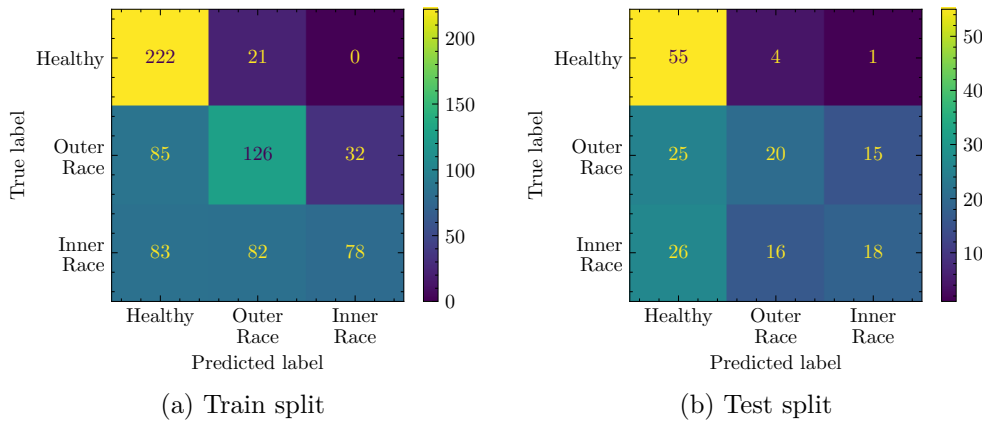 Healthy 222 21 0
Outer
Race 85 126 32
Inner
Race 83 82 78
True label
Healthy Outer
Race Inner
Race
Predicted label
200
150
100
50
0
(a) Train split
Healthy 55 4 1
Outer
Race 25 20 15
Inner
Race 26 16 18
True label
Healthy Outer
Race Inner
Race
Predicted label
50
40
30
20
10
(b) Test split